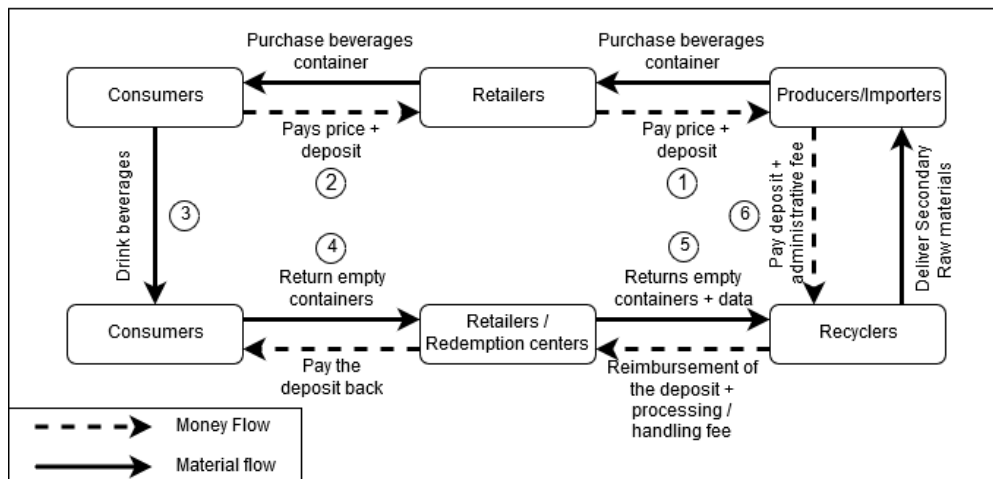 Purchase beverages
container
Purchase beverages
container
Consumers
Retailers
Producers/Importers
Pays price +
deposit
Pay price +
deposit
2
1
Drink beverages
3
6
Pay deposit +
administrative fee
Deliver Secondary
Raw materials
4
5
Return empty
containers
Returns empty
containers + data
Consumers
Retailers /
Redemption centers
Recyclers
Pay the
deposit back
Reimbursement of
the deposit +
processing /
handling fee
Money Flow
Material flow